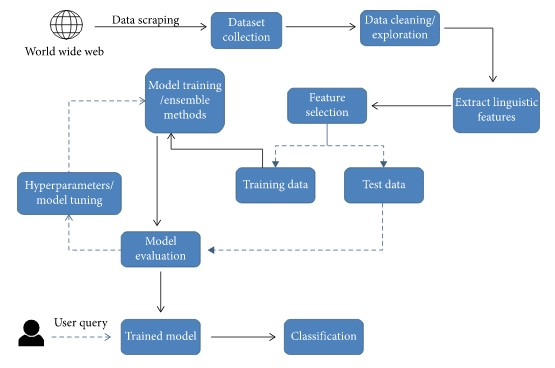 World wide web
Data scraping
Dataset
collection
Data cleaning/
exploration
Extract linguistic
features
Feature
selection
Training data
Test data
Model training
/ensemble
methods
Hyperparameters/
model tuning
Model
evaluation
User query
Trained model
Classification